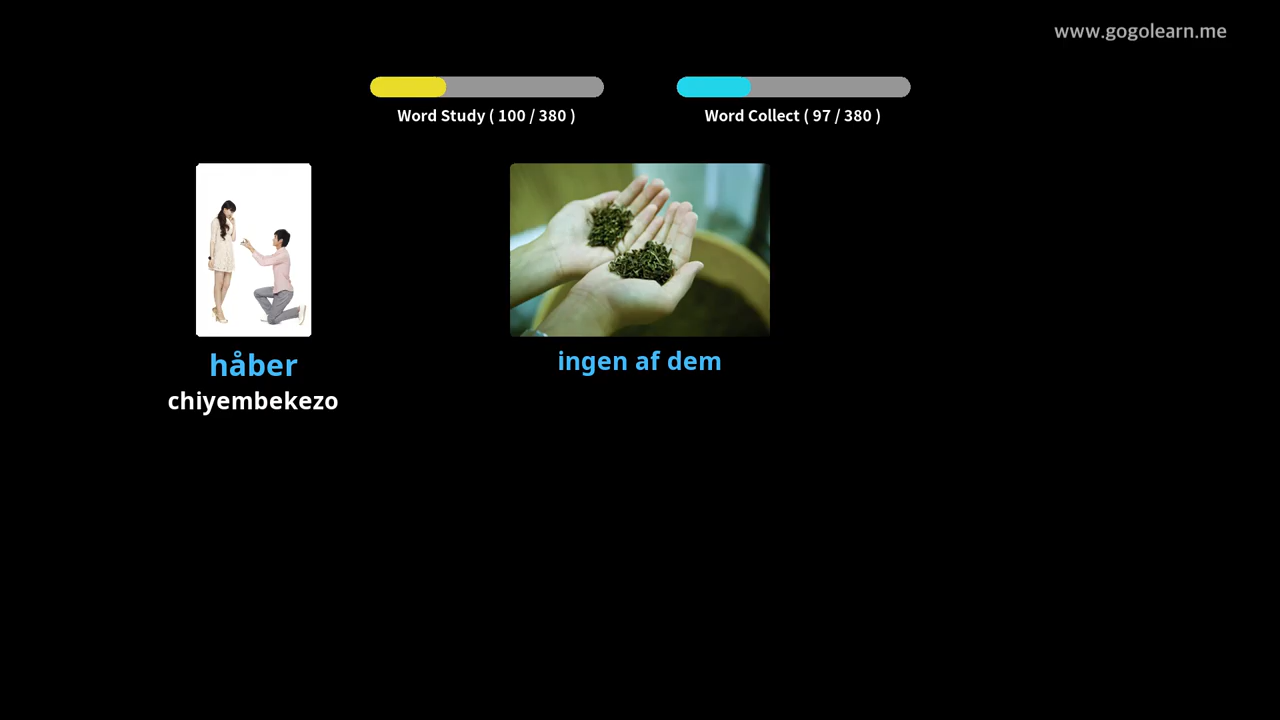 www.gogolearn.me
Word Study ( 100 / 380 )
Word Collect ( 97 / 380 )
håber
chiyembekezo
ingen af dem